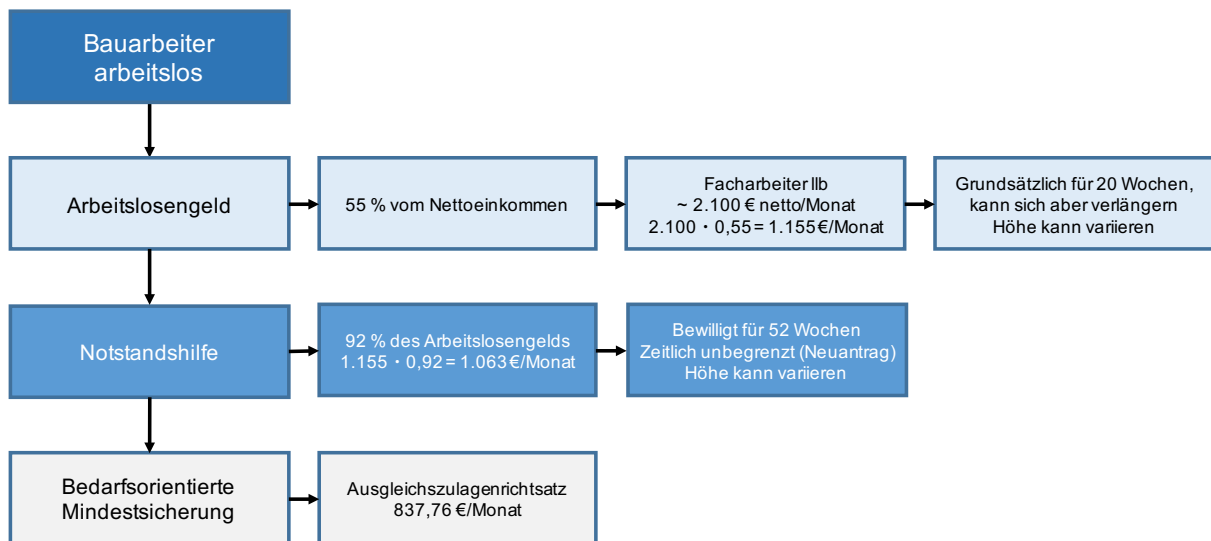 Bauarbeiter
arbeitslos
Arbeitslosengeld
55 % vom Nettoeinkommen
Facharbeiter IIb
~ 2.100 € netto/Monat
2.100 · 0,55 = 1.155 €/Monat
Grundsätzlich für 20 Wochen,
kann sich aber verlängern
Höhe kann variieren
Notstandshilfe
92 % des Arbeitslosengelds
1.155 · 0,92 = 1.063 €/Monat
Bewilligt für 52 Wochen
Zeitlich unbegrenzt (Neuantrag)
Höhe kann variieren
Bedarfsorientierte
Mindestsicherung
Ausgleichszulagenrichtsatz
837,76 €/Monat